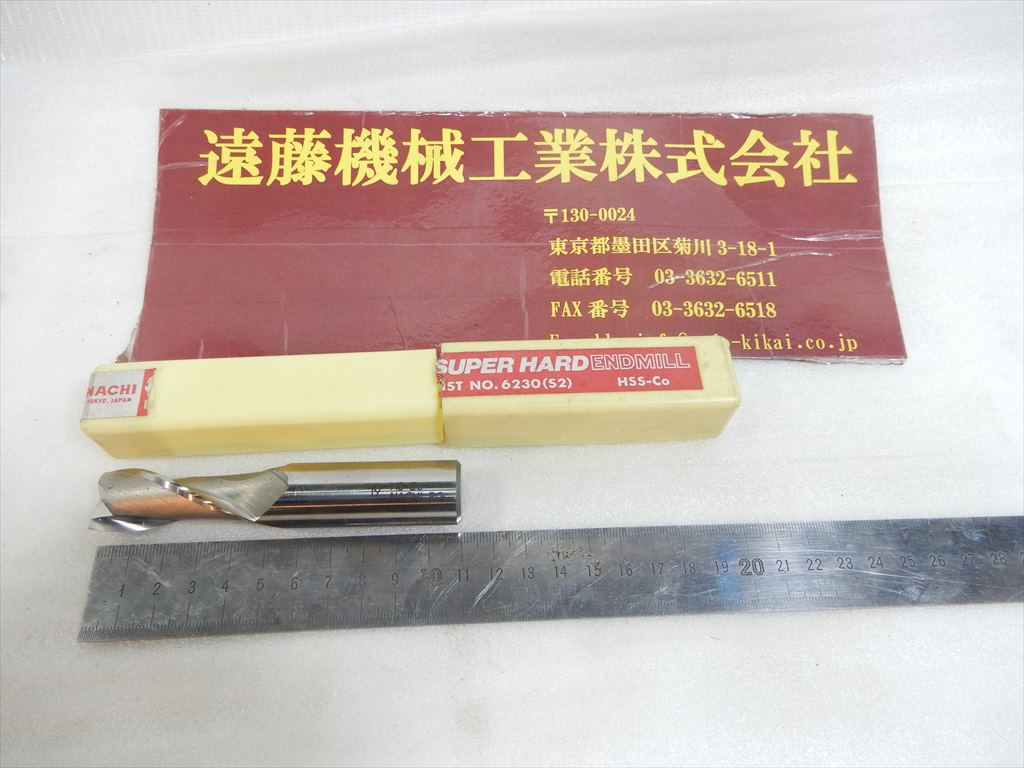 遠藤機械工業株式会社
〒130-0024
東京都墨田区菊川 3-18-1
電話番号 03-3632-6511
FAX 番号 03-3632-6518
-kikai.co.jp
NACHI
TOKYO, JAPAN
SUPER HARD ENDMILL
NO. 6230 (S2) HSS-Co
1 2 3 4 5 6 7 8 9 10 11 12 13 14 15 16 17 18 19 20 21 22 23 24 25 26 27 28